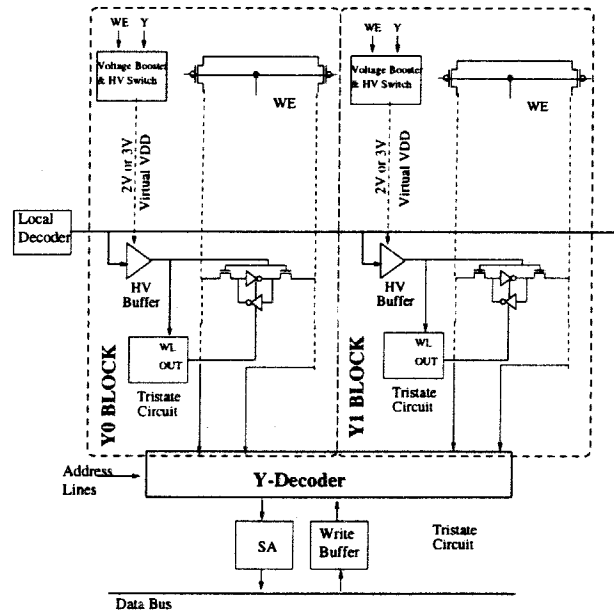 WE Y
Voltage Booster
& HV Switch
WE
2V or 3V
Virtual VDD
WE Y
Voltage Booster
& HV Switch
WE
2V or 3V
Virtual VDD
Local
Decoder
HV
Buffer
WL
OUT
Tristate
Circuit
Y0 BLOCK
HV
Buffer
WL
OUT
Tristate
Circuit
Y1 BLOCK
Address
Lines
Y-Decoder
SA
Write
Buffer
Tristate
Circuit
Data Bus